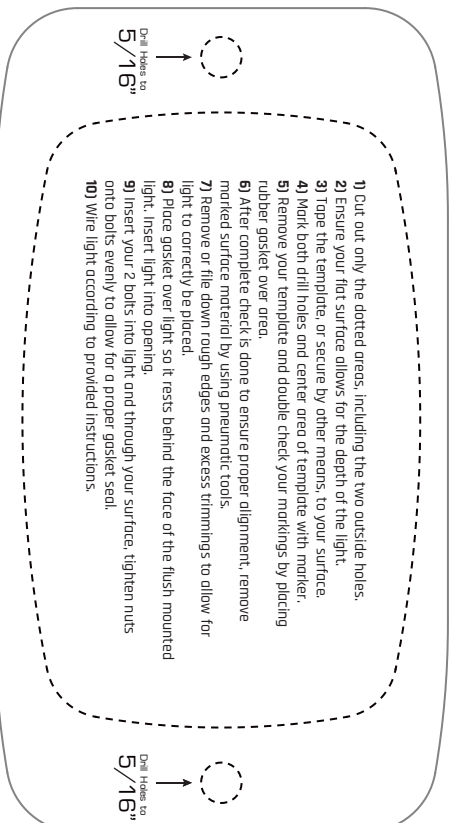 1) Cut out only the dotted areas, including the two outside holes.
2) Ensure your flat surface allows for the depth of the light.
3) Tape the template, or secure by other means, to your surface.
4) Mark both drill holes and center area of template with marker.
5) Remove your template and double check your markings by placing
rubber gasket over area.
6) After complete check is done to ensure proper alignment, remove
marked surface material by using pneumatic tools.
7) Remove or file down rough edges and excess trimmings to allow for
light to correctly be placed.
8) Place gasket over light so it rests behind the face of the flush mounted
light. Insert light into opening.
9) Insert your 2 bolts into light and through your surface, tighten nuts
onto bolts evenly to allow for a proper gasket seal.
10) Wire light according to provided instructions.
Drill Holes to
5/16"
Drill Holes to
5/16"